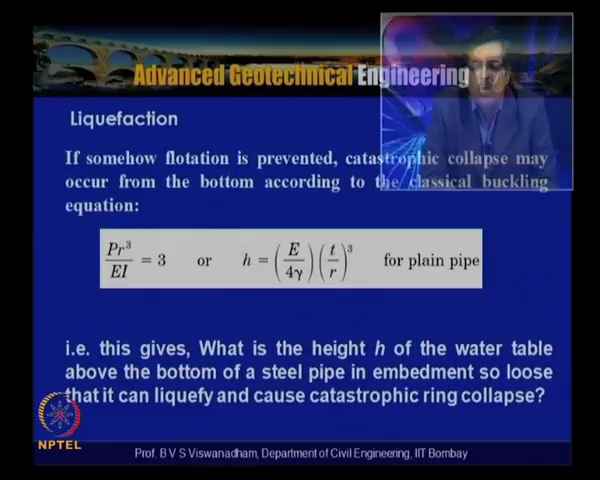 Advanced Geotechnical Engineering
Liquefaction
If somehow flotation is prevented, catastrophic collapse may
occur from the bottom according to the classical buckling
equation:
Pr³/EI = 3 or h = (E/4γ)(t/r)³ for plain pipe
i.e. this gives, What is the height h of the water table
above the bottom of a steel pipe in embedment so loose
that it can liquefy and cause catastrophic ring collapse?
NPTEL
Prof. B V S Viswanadham, Department of Civil Engineering, IIT Bombay